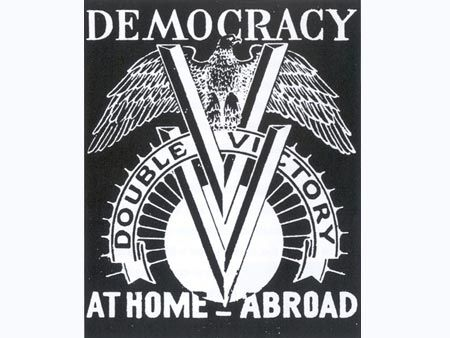 DEMOCRACY
DOUBLE VICTORY
AT HOME - ABROAD